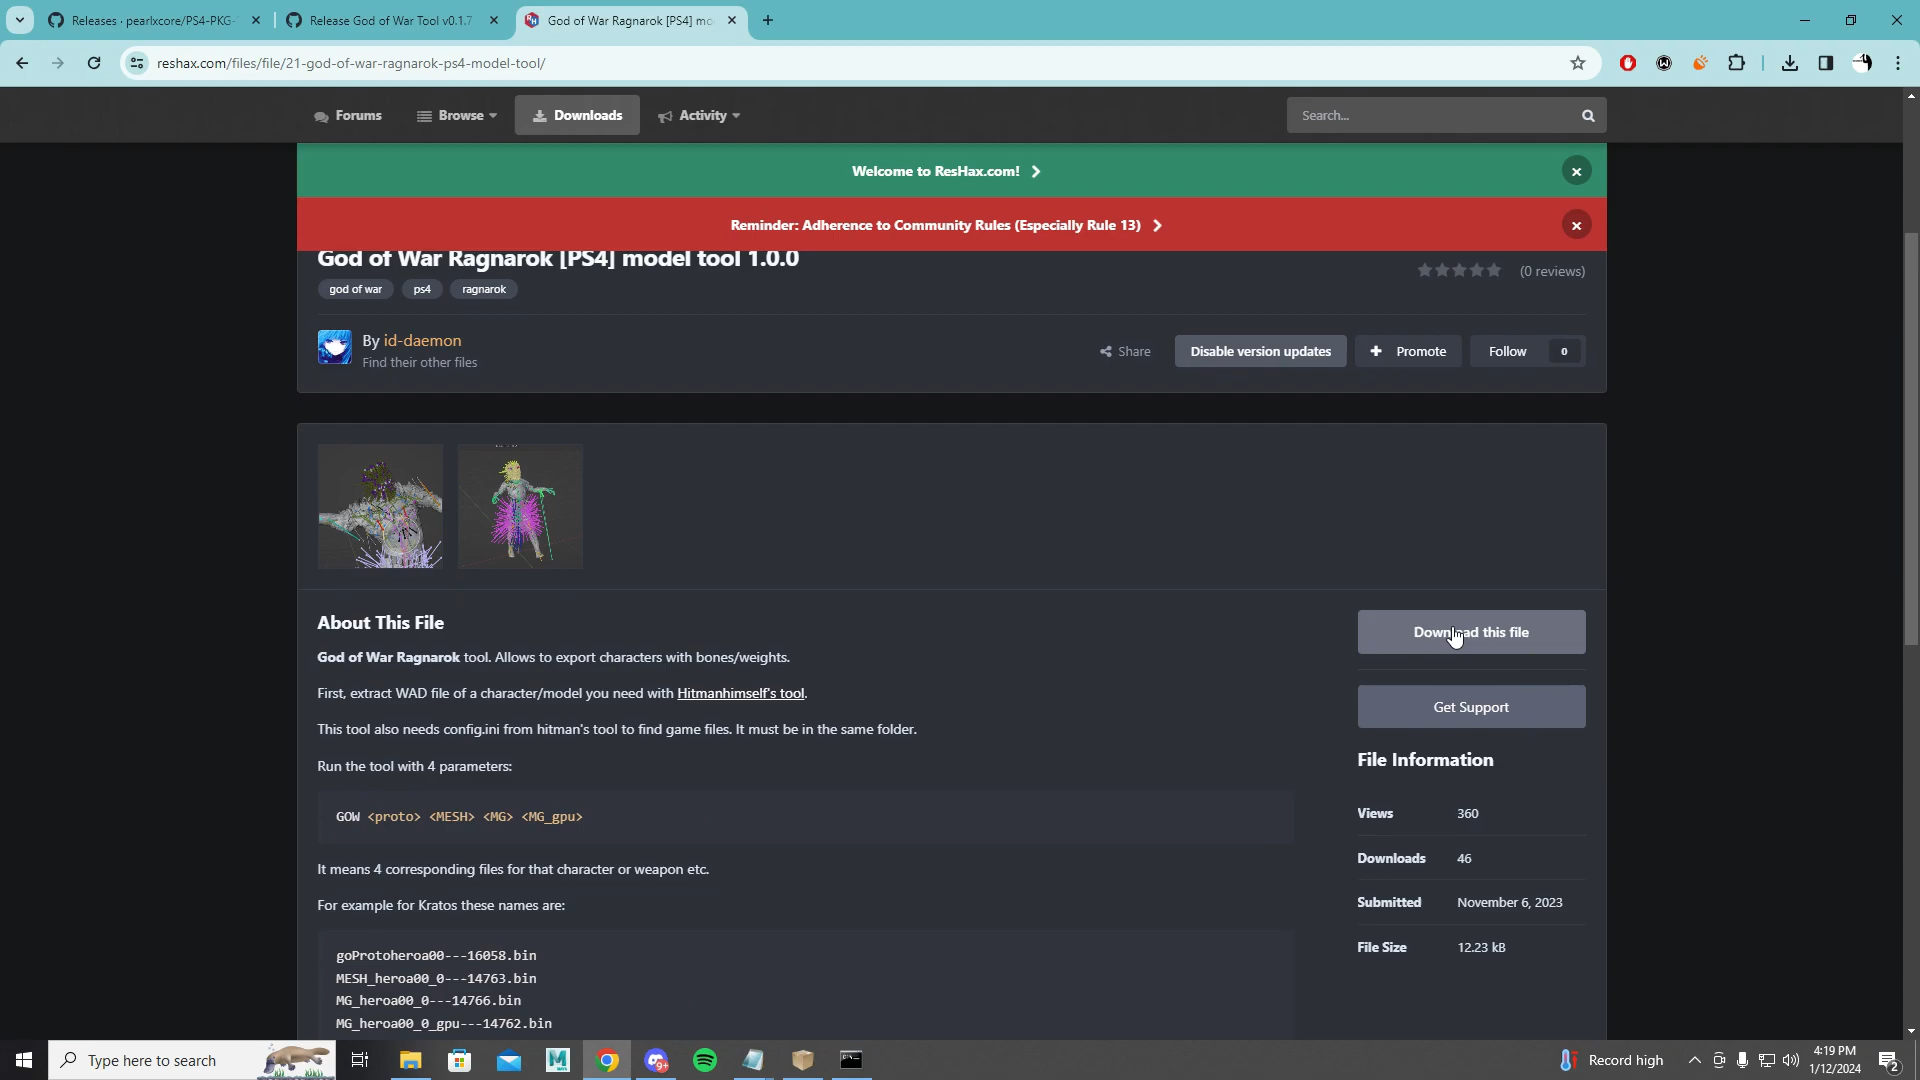 Releases · pearlxcore/PS4-PKG-
Release God of War Tool v0.1.7
God of War Ragnarok [PS4] mo
reshax.com/files/file/21-god-of-war-ragnarok-ps4-model-tool/
Forums
Browse
Downloads
Activity
Search...
Welcome to ResHax.com!
Reminder: Adherence to Community Rules (Especially Rule 13)
God of War Ragnarok [PS4] model tool 1.0.0
(0 reviews)
god of war
ps4
ragnarok
By id-daemon
Find their other files
Share
Disable version updates
Promote
Follow
0
About This File
Download this file
God of War Ragnarok tool. Allows to export characters with bones/weights.
First, extract WAD file of a character/model you need with Hitmanhimself's tool.
Get Support
This tool also needs config.ini from hitman's tool to find game files. It must be in the same folder.
File Information
Run the tool with 4 parameters:
Views 360
GOW <proto> <MESH> <MG> <MG_gpu>
Downloads 46
It means 4 corresponding files for that character or weapon etc.
Submitted November 6, 2023
For example for Kratos these names are:
File Size 12.23 kB
goProtoheroa00---16058.bin
MESH_heroa00_0---14763.bin
MG_heroa00_0---14766.bin
MG_heroa00_0_gpu---14762.bin
Type here to search
9+
Record high
4:19 PM
1/12/2024
2